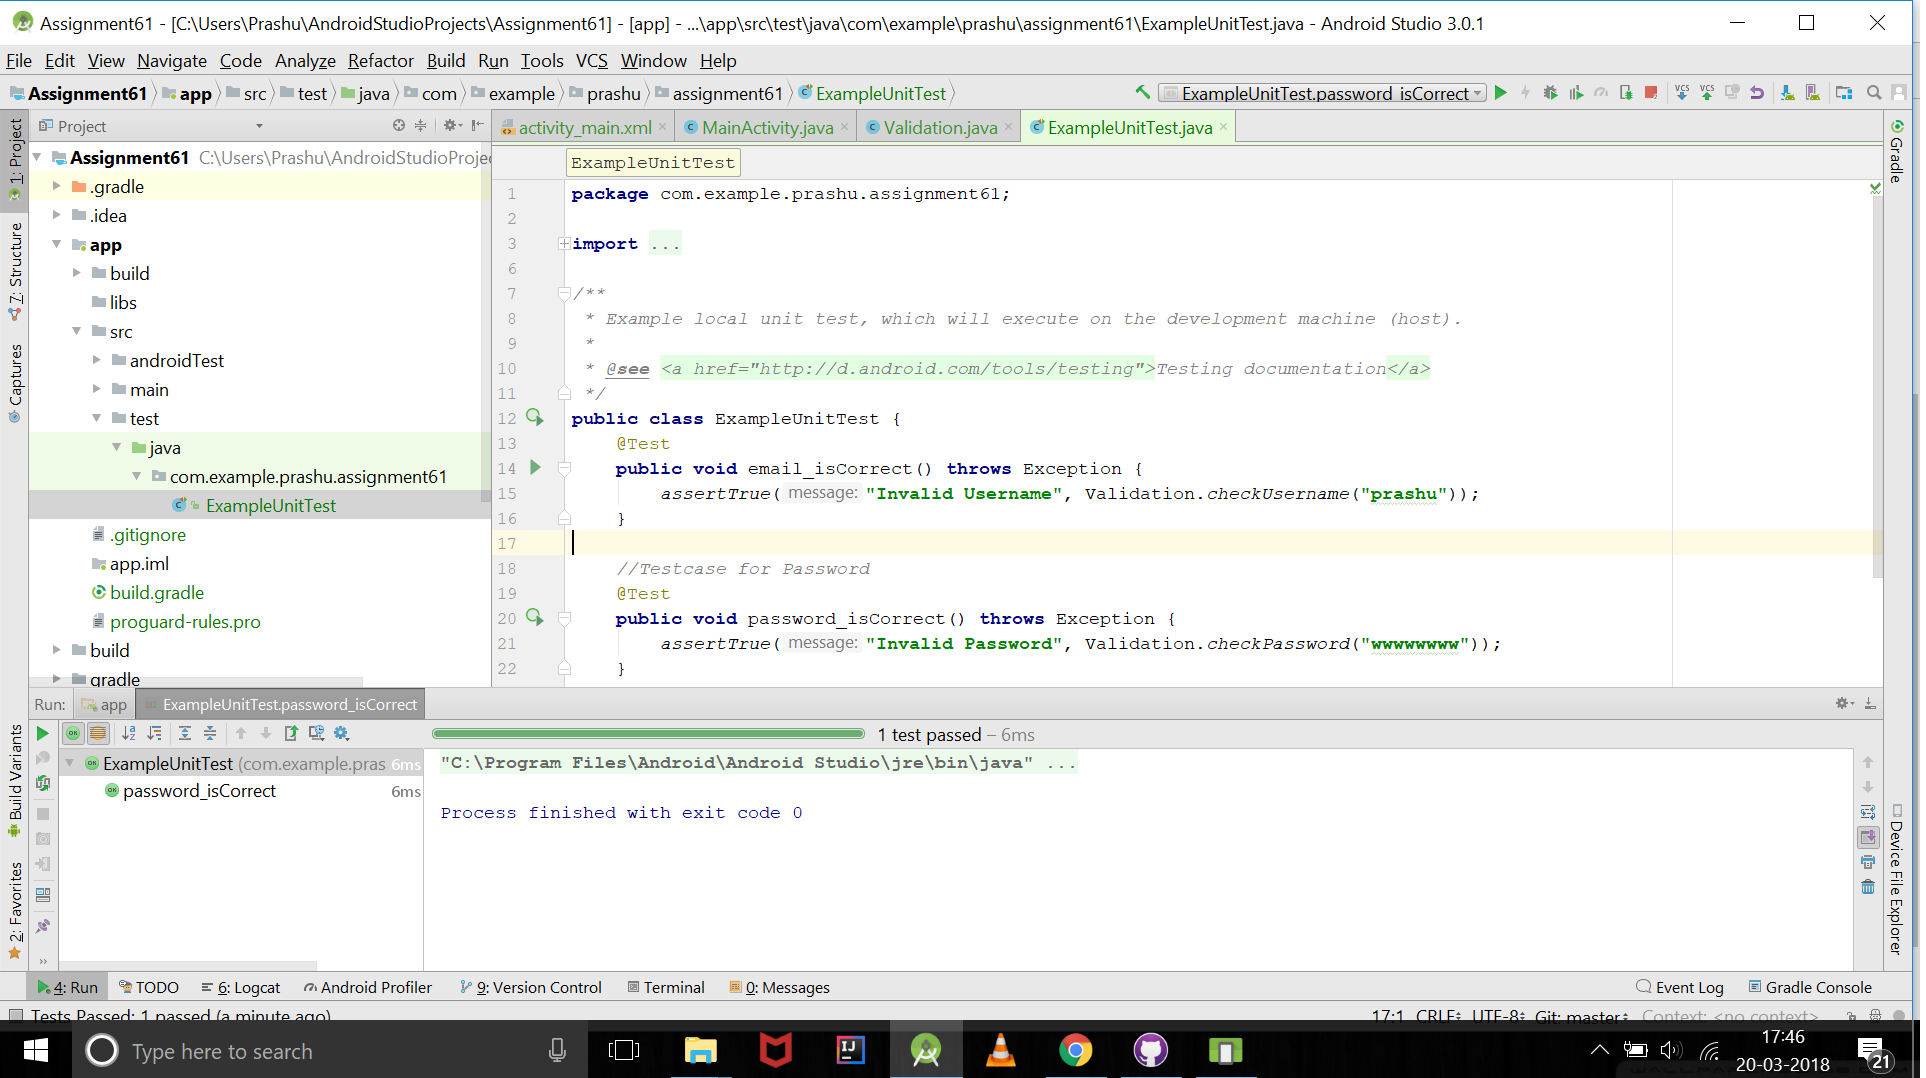 Assignment61 - [C:\Users\Prashu\AndroidStudioProjects\Assignment61] - [app] - ...\app\src\test\java\com\example\prashu\assignment61\ExampleUnitTest.java - Android Studio 3.0.1
File Edit View Navigate Code Analyze Refactor Build Run Tools VCS Window Help
Assignment61 app src test java com example prashu assignment61 ExampleUnitTest ExampleUnitTest.password_isCorrect
Project
activity_main.xml MainActivity.java Validation.java ExampleUnitTest.java
1: Project
7: Structure
Captures
Build Variants
2: Favorites
Assignment61 C:\Users\Prashu\AndroidStudioProje
.gradle
.idea
app
build
libs
src
androidTest
main
test
java
com.example.prashu.assignment61
ExampleUnitTest
.gitignore
app.iml
build.gradle
proguard-rules.pro
build
gradle
ExampleUnitTest
1 package com.example.prashu.assignment61;
2
3 import ...
6
7 /**
8 * Example local unit test, which will execute on the development machine (host).
9 *
10 * @see <a href="http://d.android.com/tools/testing">Testing documentation</a>
11 */
12 public class ExampleUnitTest {
13 @Test
14 public void email_isCorrect() throws Exception {
15 assertTrue( message: "Invalid Username", Validation.checkUsername("prashu"));
16 }
17
18 //Testcase for Password
19 @Test
20 public void password_isCorrect() throws Exception {
21 assertTrue( message: "Invalid Password", Validation.checkPassword("wwwwwwww"));
22 }
Gradle
Device File Explorer
Run: app ExampleUnitTest.password_isCorrect
1 test passed – 6ms
ExampleUnitTest (com.example.pras 6ms
password_isCorrect 6ms
"C:\Program Files\Android\Android Studio\jre\bin\java" ...
Process finished with exit code 0
4: Run TODO 6: Logcat Android Profiler 9: Version Control Terminal 0: Messages Event Log Gradle Console
Tests Passed: 1 passed (a minute ago) 17:1 CRLF UTF-8 Git: master Context: <no context>
Type here to search
17:46
20-03-2018
21